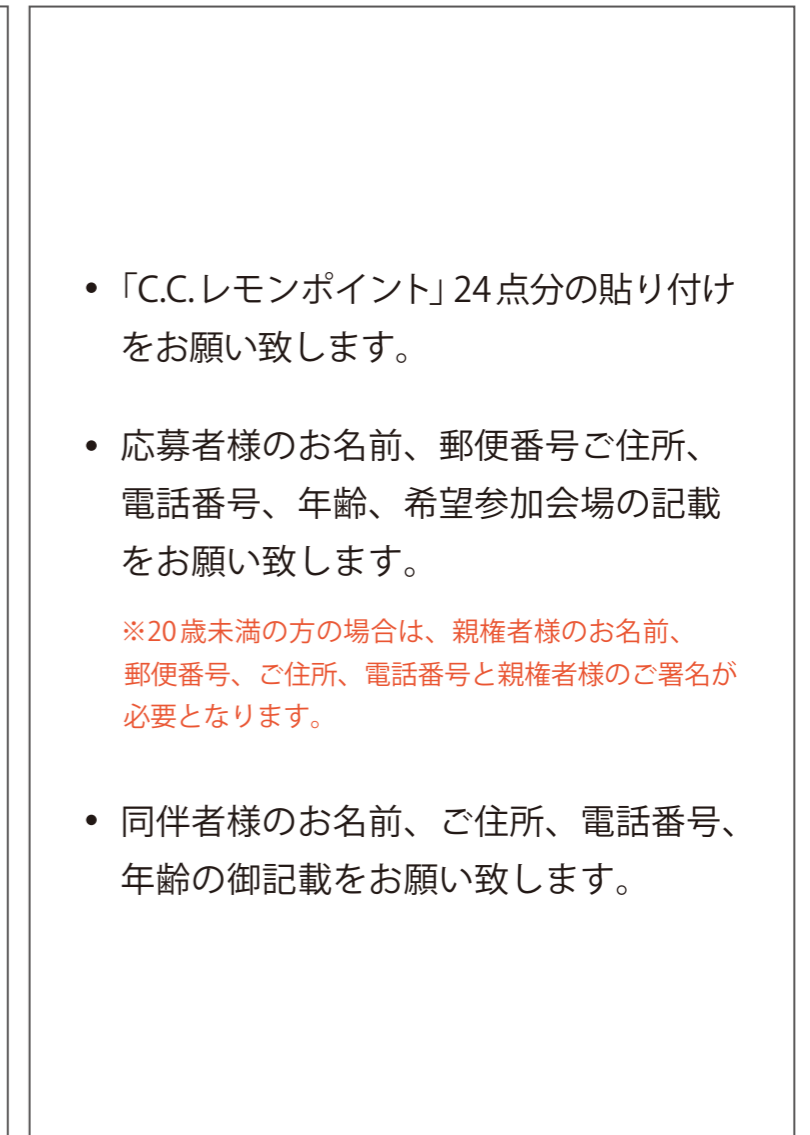 • 「C.C.レモンポイント」24点分の貼り付け
をお願い致します。
• 応募者様のお名前、郵便番号ご住所、
電話番号、年齢、希望参加会場の記載
をお願い致します。
※20歳未満の方の場合は、親権者様のお名前、
郵便番号、ご住所、電話番号と親権者様のご署名が
必要となります。
• 同伴者様のお名前、ご住所、電話番号、
年齢の御記載をお願い致します。